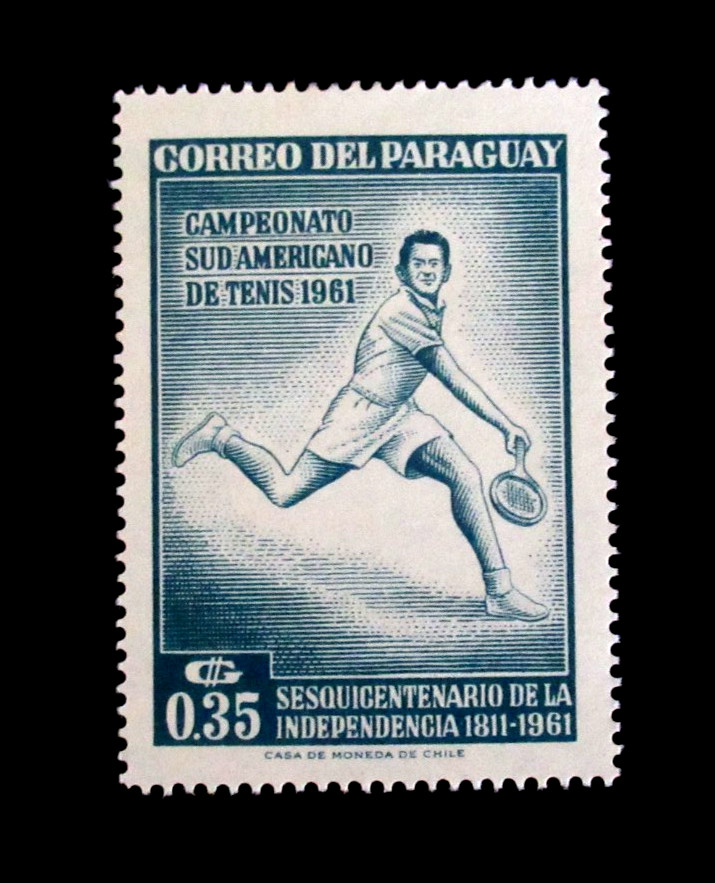 CORREO DEL PARAGUAY
CAMPEONATO
SUD AMERICANO
DE TENIS 1961
₲
0.35
SESQUICENTENARIO DE LA
INDEPENDENCIA 1811-1961
CASA DE MONEDA DE CHILE